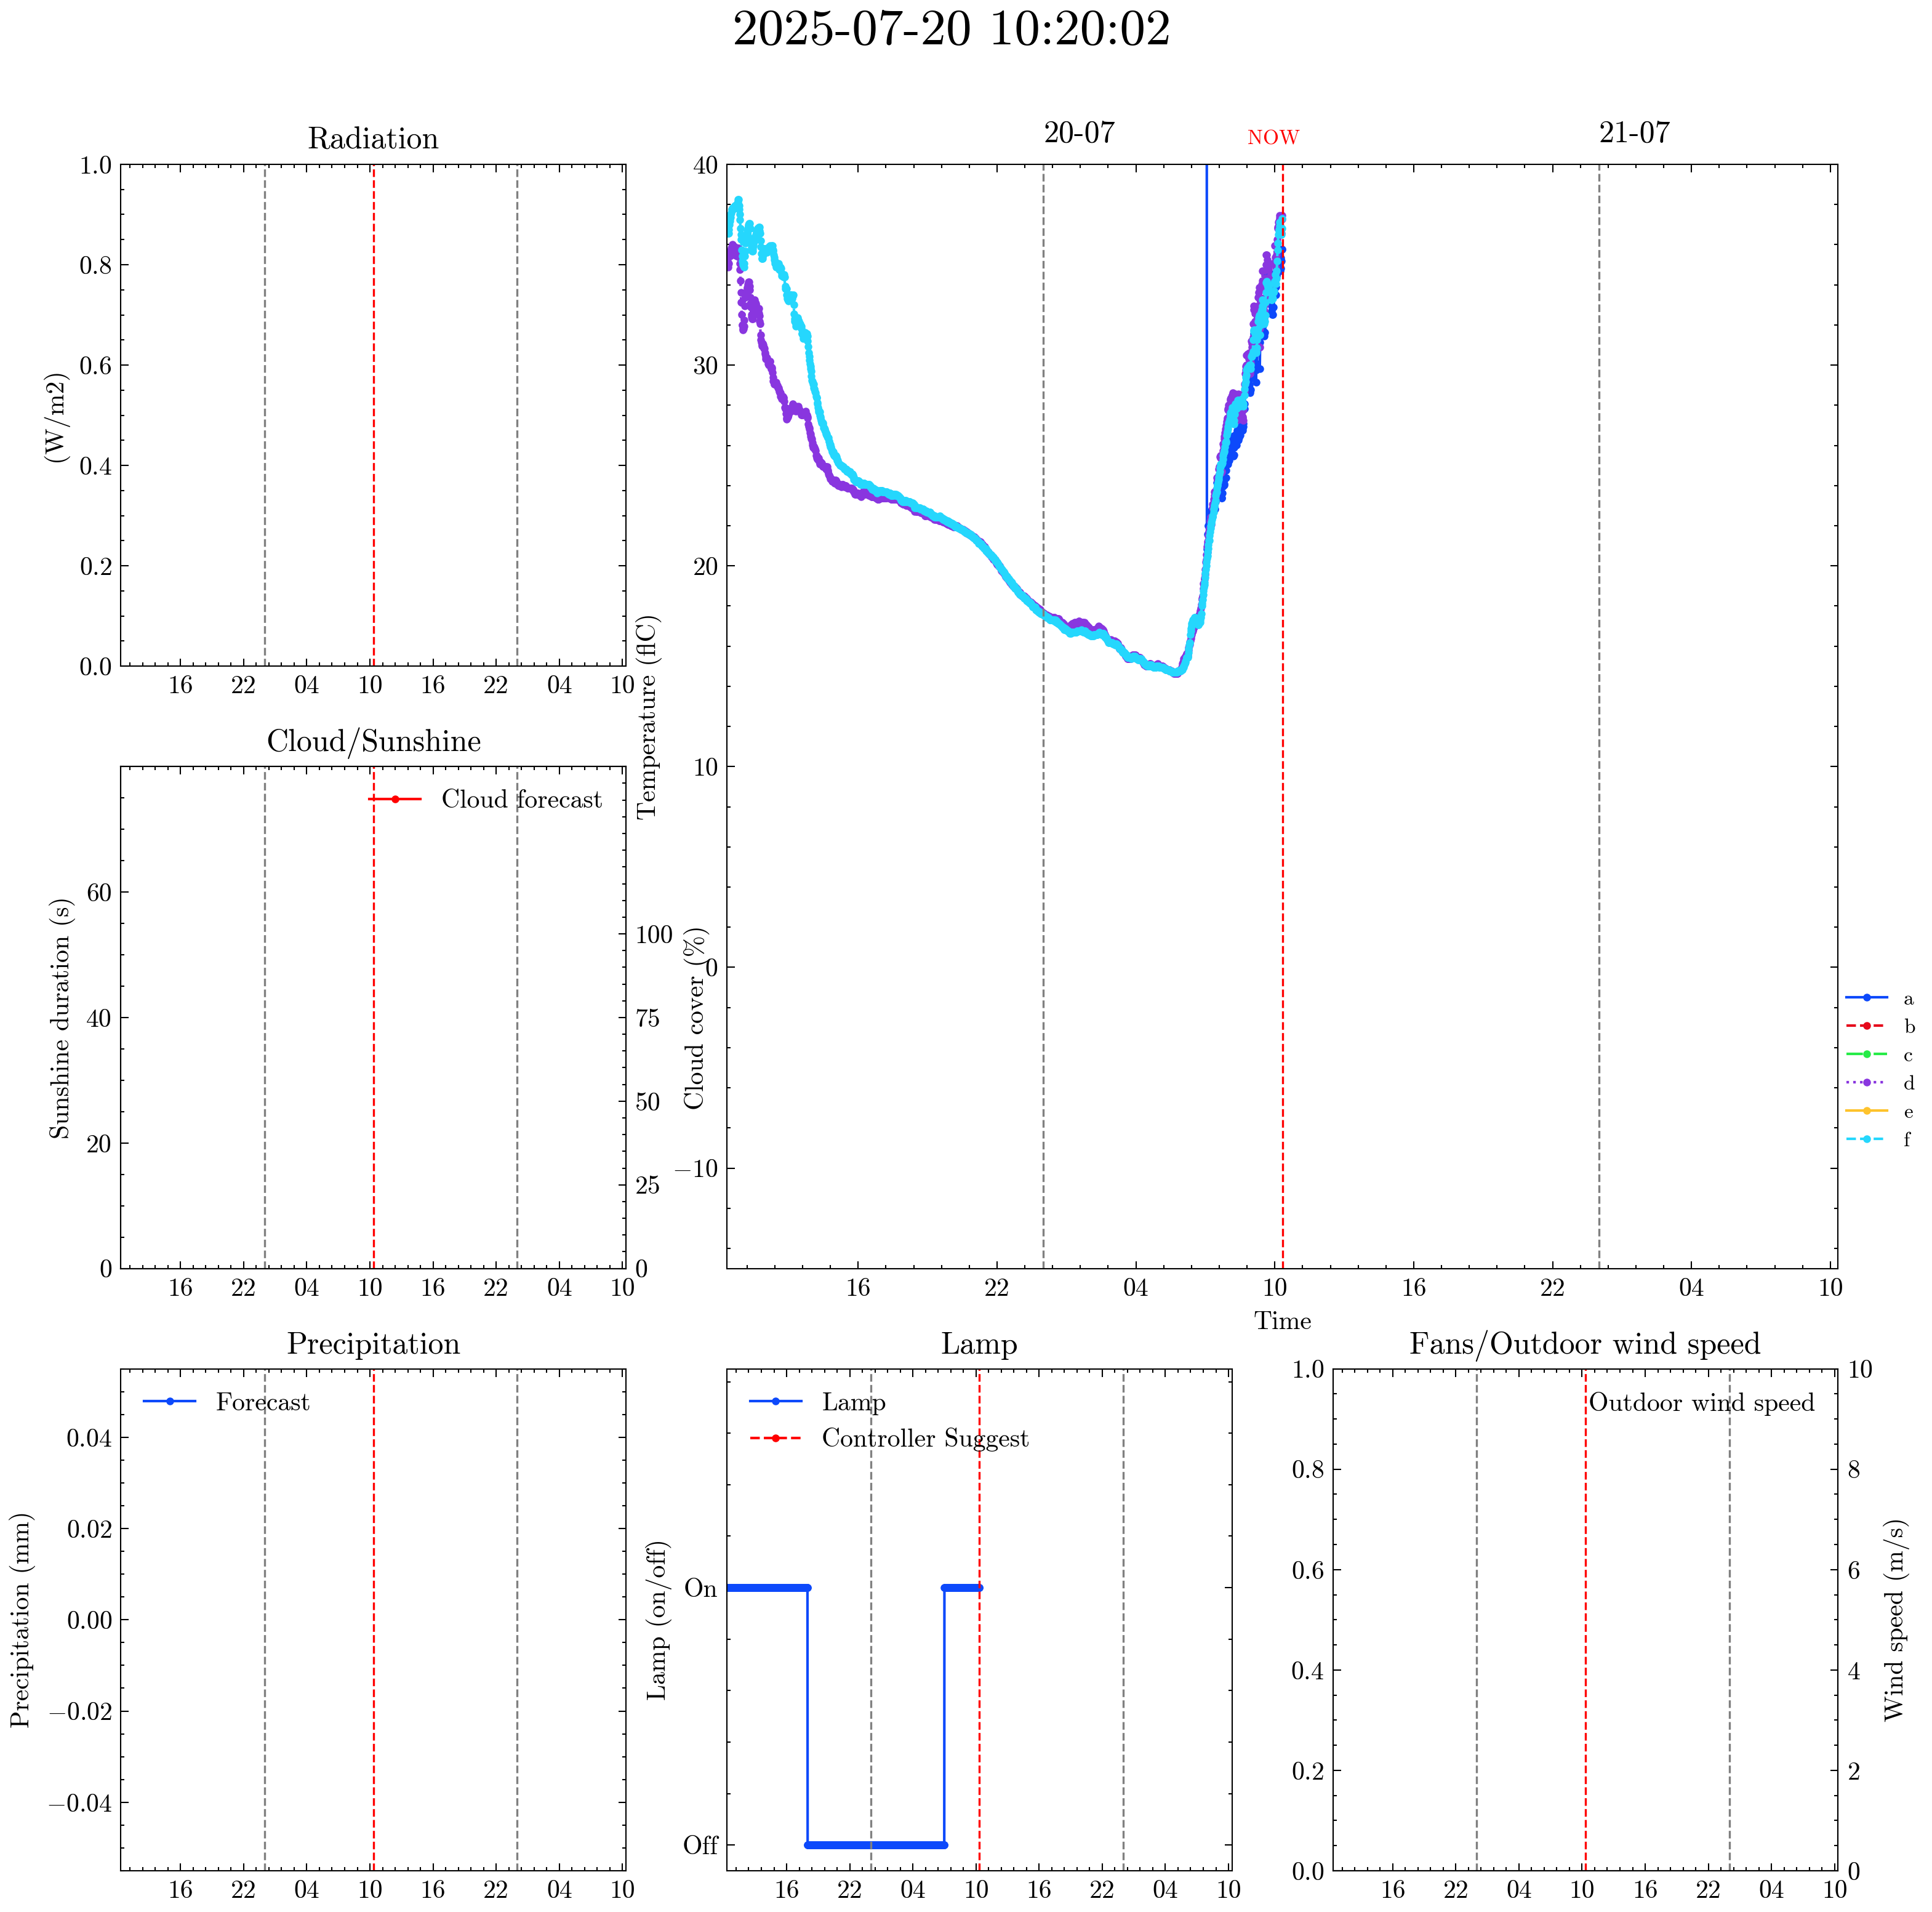 2025-07-20 10:20:02
Radiation
(W/m2)
1.0
0.8
0.6
0.4
0.2
0.0
16 22 04 10 16 22 04 10
20-07 NOW 21-07
Temperature (flC)
40
30
20
10
0
−10
16 22 04 10 16 22 04 10
Time
a
b
c
d
e
f
Cloud/Sunshine
Cloud forecast
Sunshine duration (s)
60
40
20
0
Cloud cover (%)
100
75
50
25
0
16 22 04 10 16 22 04 10
Precipitation
Forecast
Precipitation (mm)
0.04
0.02
0.00
−0.02
−0.04
16 22 04 10 16 22 04 10
Lamp
Lamp
Controller Suggest
Lamp (on/off)
On
Off
16 22 04 10 16 22 04 10
Fans/Outdoor wind speed
Outdoor wind speed
1.0
0.8
0.6
0.4
0.2
0.0
Wind speed (m/s)
10
8
6
4
2
0
16 22 04 10 16 22 04 10